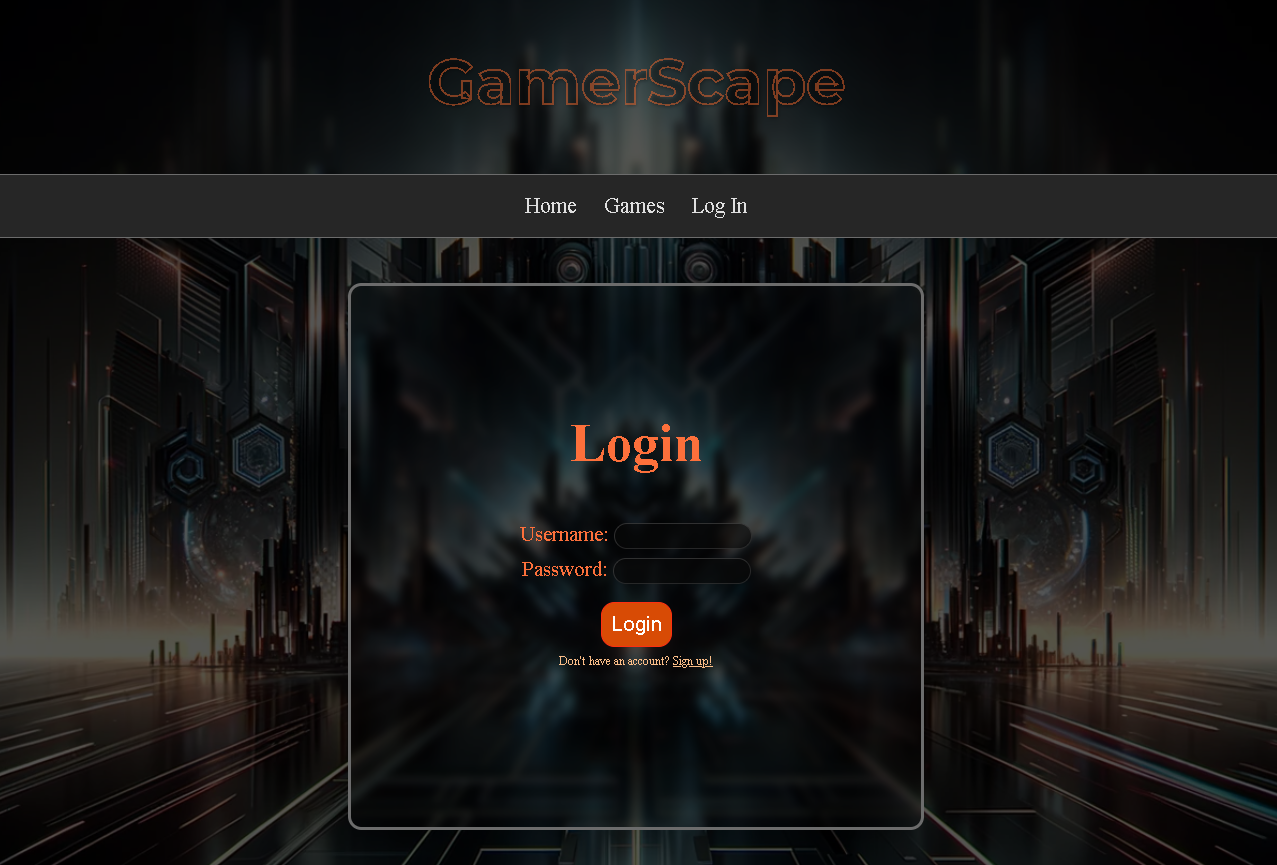 GamerScape
Home Games Log In
Login
Username:
Password:
Login
Don't have an account? Sign up!